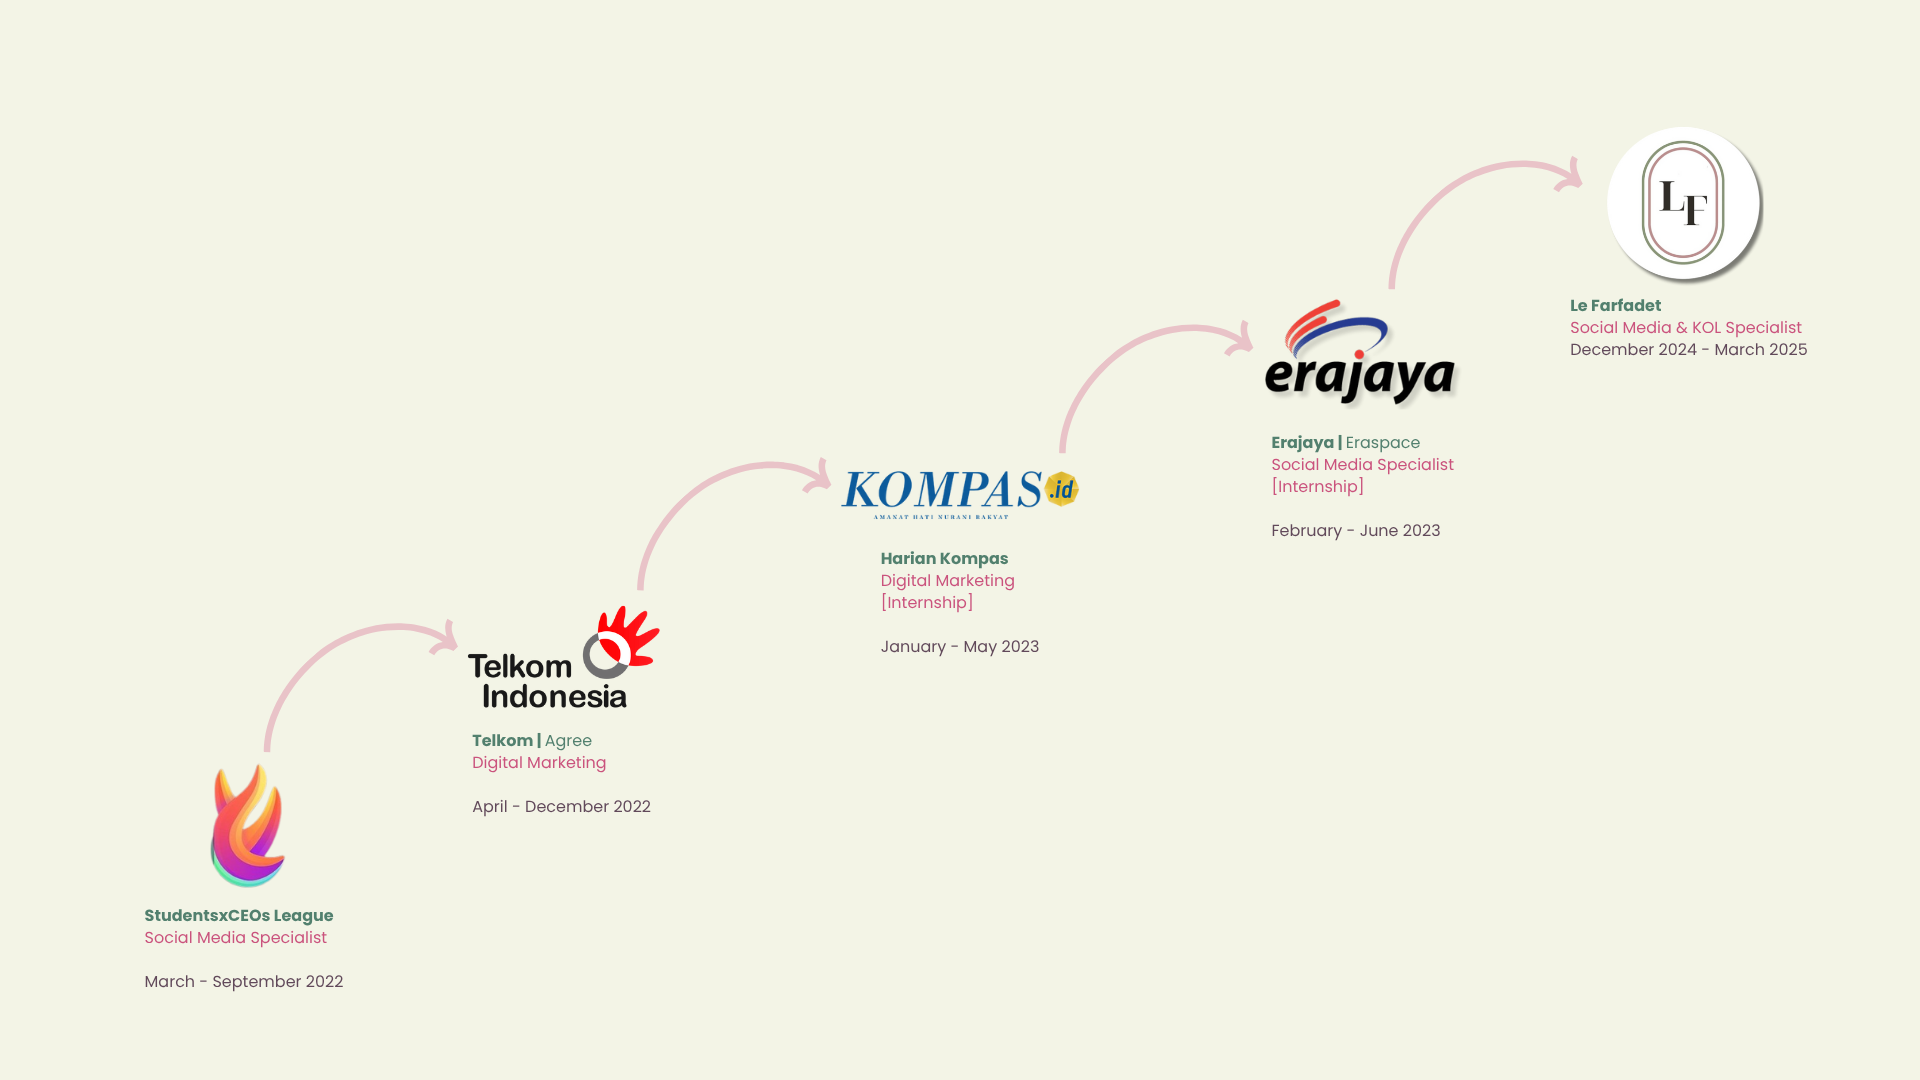 StudentsxCEOs League
Social Media Specialist
March - September 2022
Telkom
Indonesia
Telkom | Agree
Digital Marketing
April - December 2022
KOMPAS.id
AMANAT HATI NURANI RAKYAT
Harian Kompas
Digital Marketing
[Internship]
January - May 2023
erajaya
Erajaya | Eraspace
Social Media Specialist
[Internship]
February - June 2023
LF
Le Farfadet
Social Media & KOL Specialist
December 2024 - March 2025